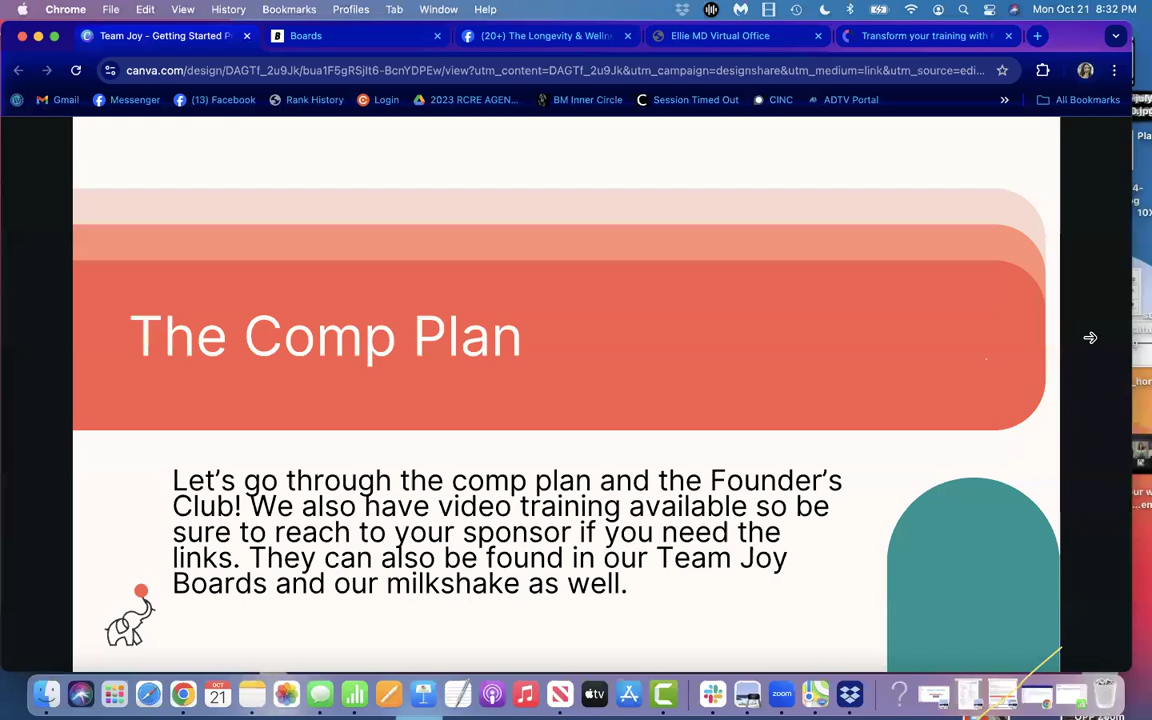 Chrome File Edit View History Bookmarks Profiles Tab Window Help Mon Oct 21 8:32 PM
Team Joy - Getting Started P
Boards
(20+) The Longevity & Welln
Ellie MD Virtual Office
Transform your training with
canva.com/design/DAGTf_2u9Jk/bua1F5gRSjIt6-BcnYDPEw/view?utm_content=DAGTf_2u9Jk&utm_campaign=designshare&utm_medium=link&utm_source=edi...
Gmail Messenger (13) Facebook Rank History Login 2023 RCRE AGEN... BM Inner Circle Session Timed Out CINC ADTV Portal » All Bookmarks
The Comp Plan
Let's go through the comp plan and the Founder's
Club! We also have video training available so be
sure to reach to your sponsor if you need the
links. They can also be found in our Team Joy
Boards and our milkshake as well.
OCT
21
tv
zoom